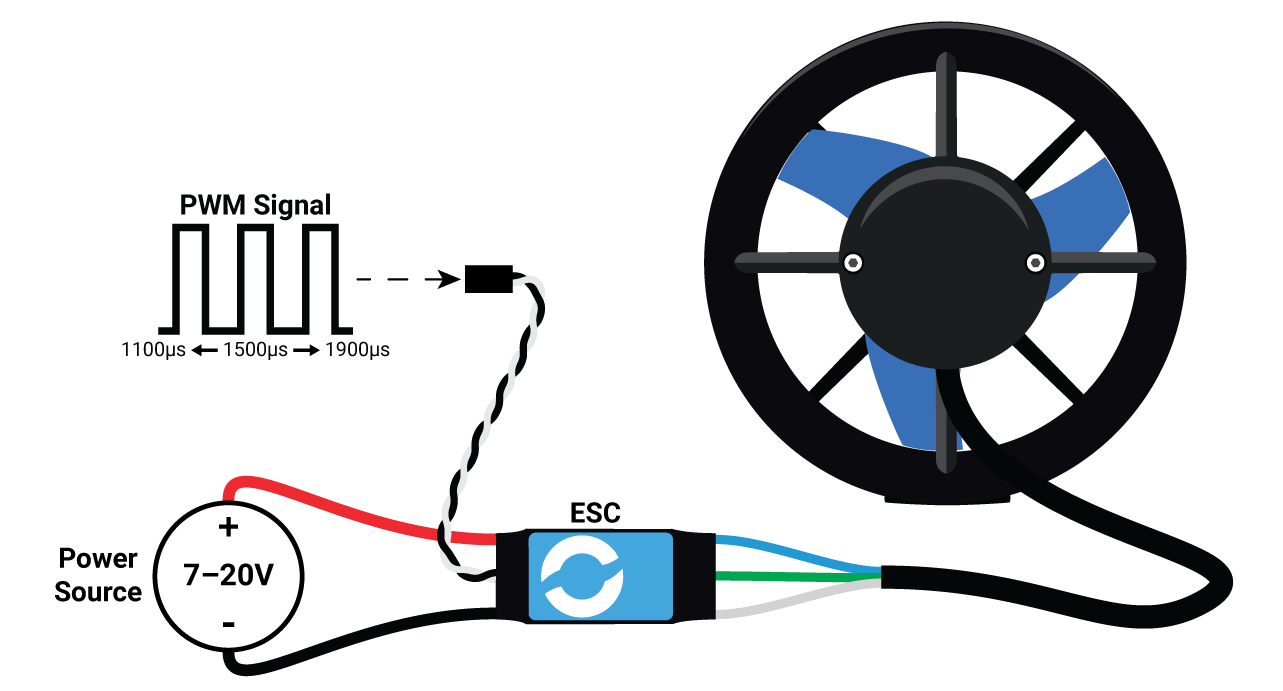 PWM Signal
1100µs 1500µs 1900µs
ESC
Power
Source
+
7–20V
-